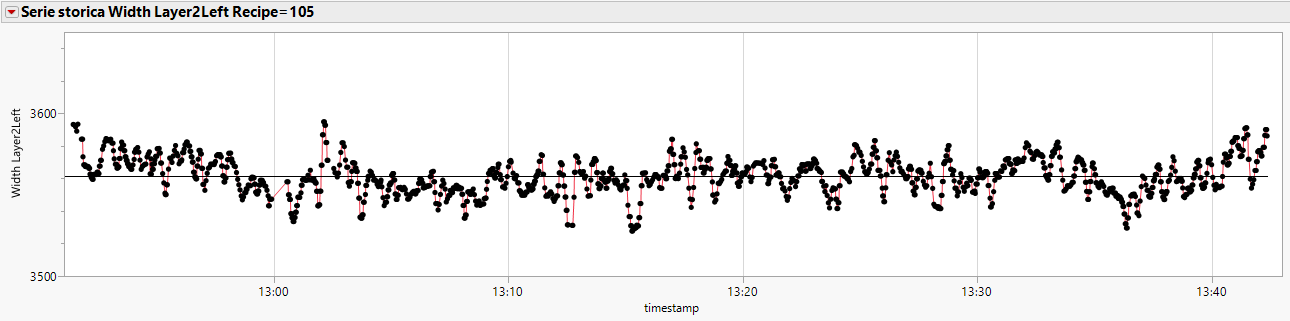 Serie storica Width Layer2Left Recipe=105
Width Layer2Left
3600
3500
13:00 13:10 13:20 13:30 13:40
timestamp